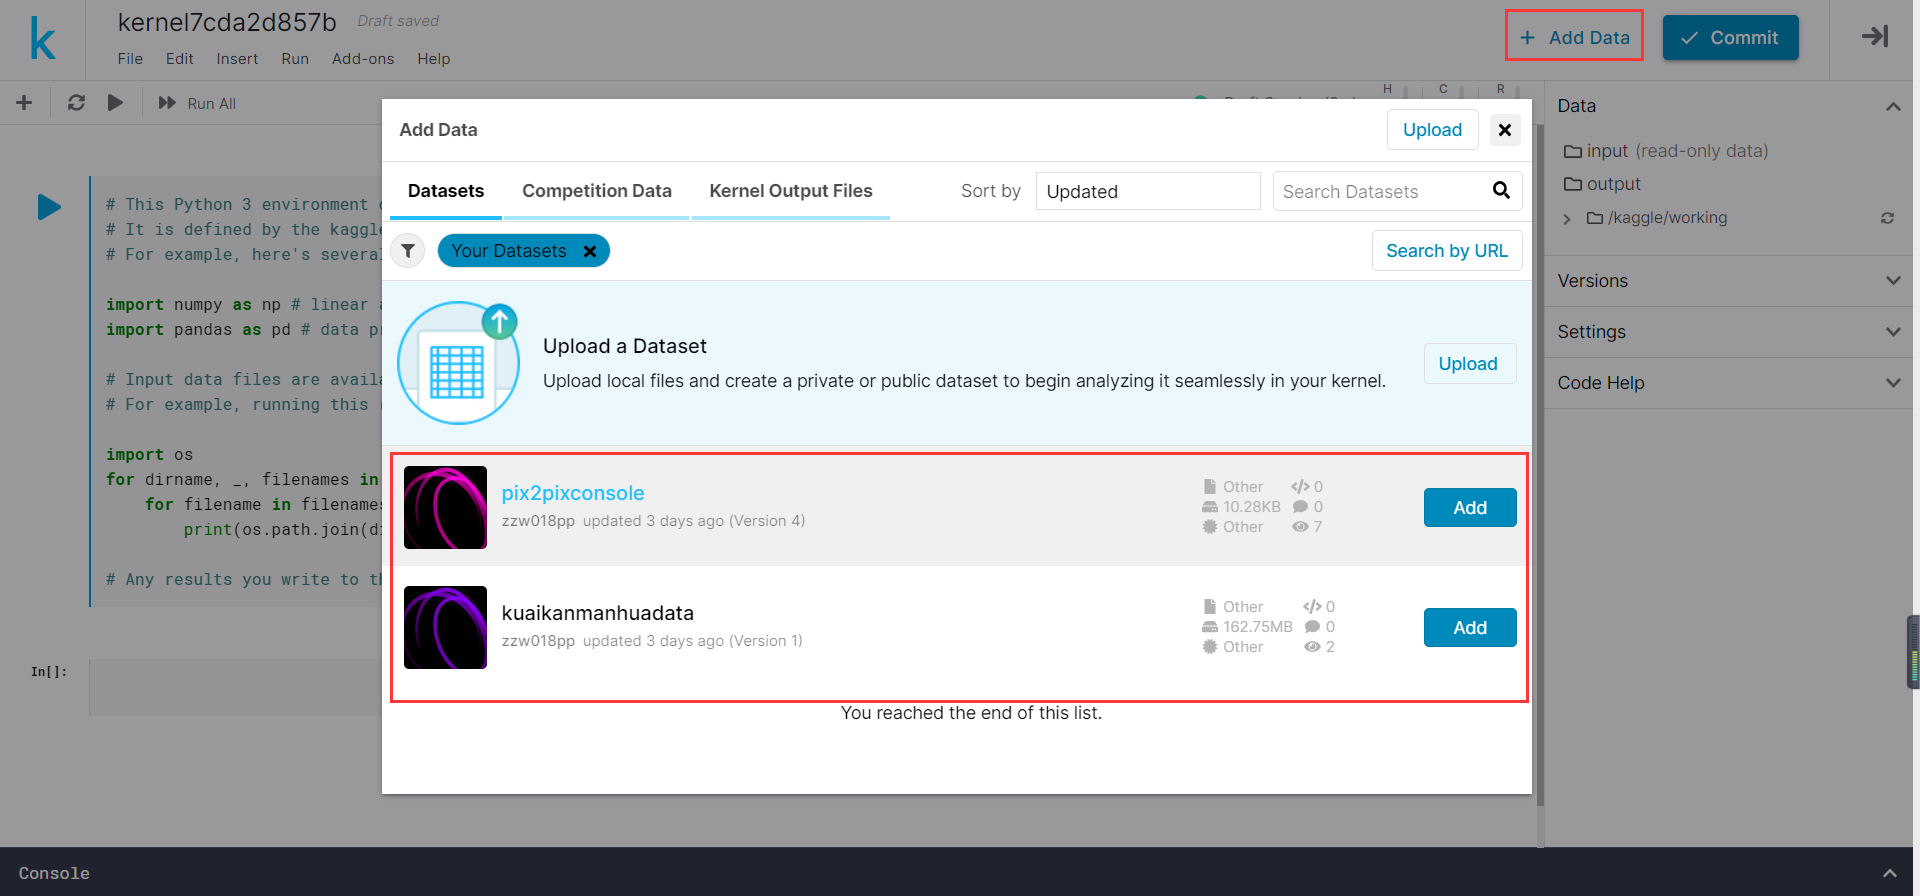 kernel7cda2d857b Draft saved
File Edit Insert Run Add-ons Help
+ Add Data
Commit
Run All
H C R
Add Data
Upload
Datasets
Competition Data
Kernel Output Files
Sort by
Updated
Search Datasets
Your Datasets
Search by URL
Upload a Dataset
Upload local files and create a private or public dataset to begin analyzing it seamlessly in your kernel.
Upload
pix2pixconsole
zzw018pp updated 3 days ago (Version 4)
Other 0
10.28KB 0
Other 7
Add
kuaikanmanhuadata
zzw018pp updated 3 days ago (Version 1)
Other 0
162.75MB 0
Other 2
Add
You reached the end of this list.
# This Python 3 environment
# It is defined by the kaggle
# For example, here's several
import numpy as np # linear
import pandas as pd # data
# Input data files are
# For example, running this
import os
for dirname, _, filenames in
for filename in filenames
print(os.path.join(
# Any results you write to
In[]:
Data
input (read-only data)
output
/kaggle/working
Versions
Settings
Code Help
Console